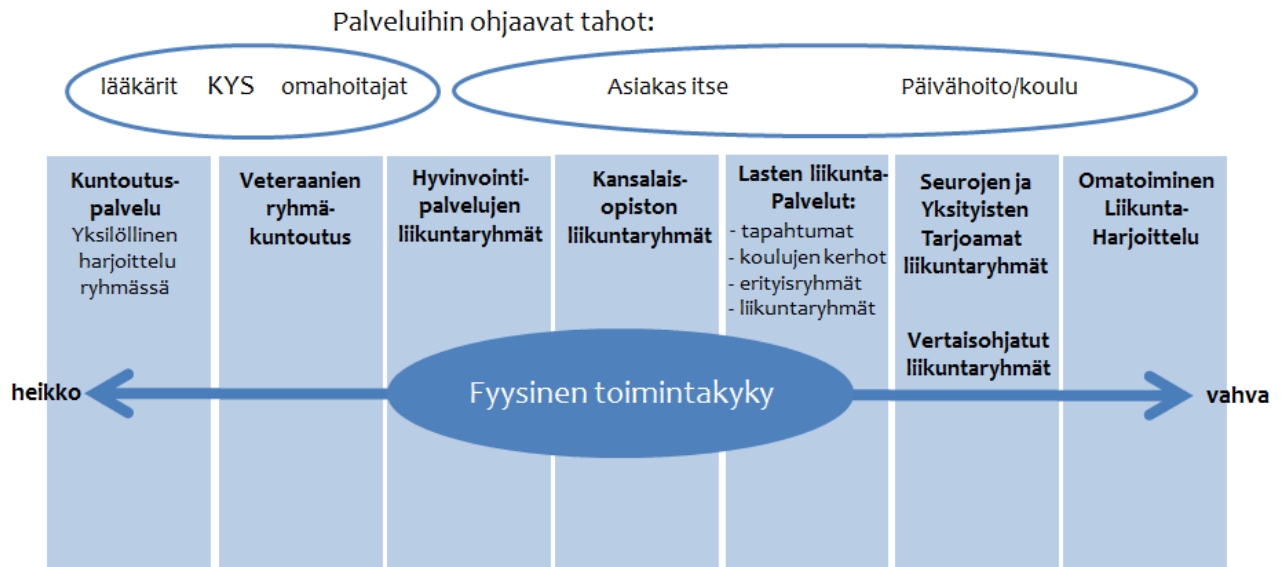 Palveluihin ohjaavat tahot:
lääkärit KYS omahoitajat
Asiakas itse Päivähoito/koulu
Kuntoutus-
palvelu
Yksilöllinen
harjoittelu
ryhmässä
Veteraanien
ryhmä-
kuntoutus
Hyvinvointi-
palvelujen
liikuntaryhmät
Kansalais-
opiston
liikuntaryhmät
Lasten liikunta-
Palvelut:
- tapahtumat
- koulujen kerhot
- erityisryhmät
- liikuntaryhmät
Seurojen ja
Yksityisten
Tarjoamat
liikuntaryhmät
Vertaisohjatut
liikuntaryhmät
Omatoiminen
Liikunta-
Harjoittelu
heikko
Fyysinen toimintakyky
vahva